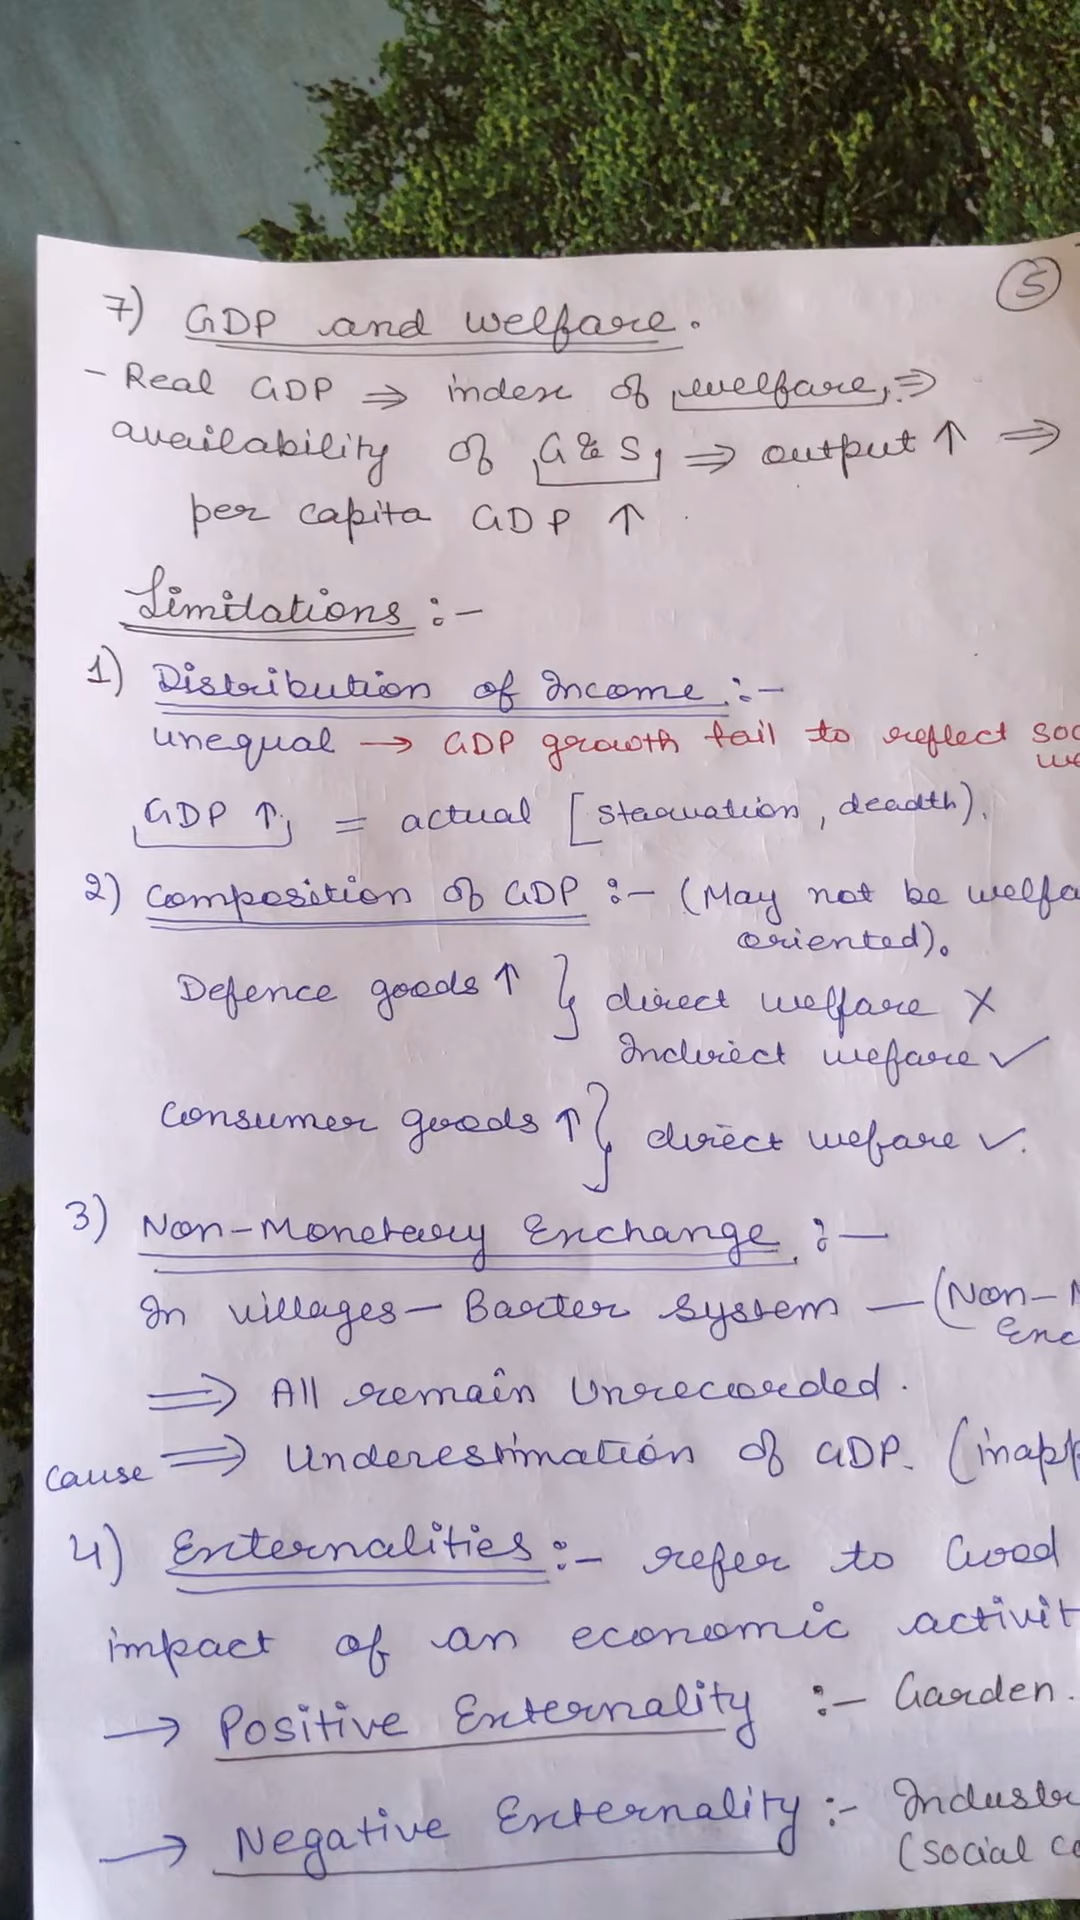 5
7) GDP and welfare.
- Real GDP ⇒ index of welfare, ⇒
availability of G & S ⇒ output ↑ ⇒
per capita GDP ↑
Limitations :-
1) Distribution of Income :-
unequal → GDP growth fail to reflect
GDP ↑ = actual [starvation, deadth).
2) Composition of GDP :- (May not be
oriented).
Defence goods ↑ } direct welfare X
Indirect wefare ✓
Consumer goods ↑ } direct wefare ✓.
3) Non-Monetary Exchange :-
In villages - Barter system - (Non-
⇒ All remain Unrecorded.
cause ⇒ Underestimation of GDP. (
4) Externalities :- refer to Good
impact of an economic
→ Positive Externality :- Garden.
→ Negative Externality :-
(social